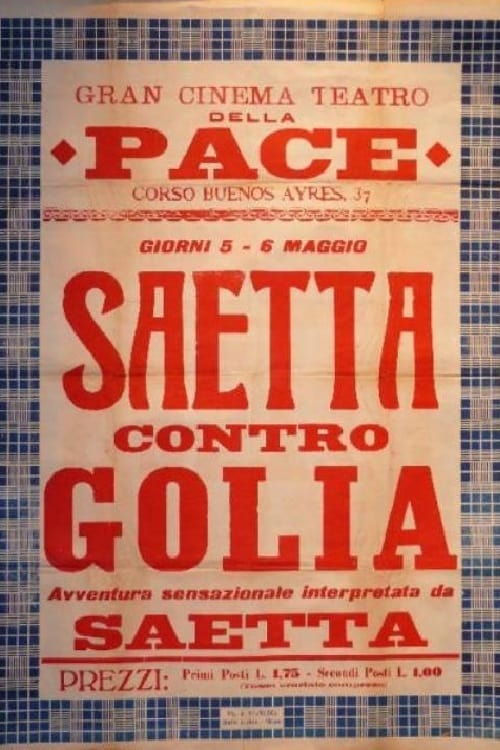 GRAN CINEMA TEATRO
DELLA
PACE
CORSO BUENOS AYRES, 37
GIORNI 5 - 6 MAGGIO
SAETTA
CONTRO
GOLIA
Avventura sensazionale interpretata da
SAETTA
PREZZI: Primi Posti L. 1,75 - Secondi Posti L. 1.00